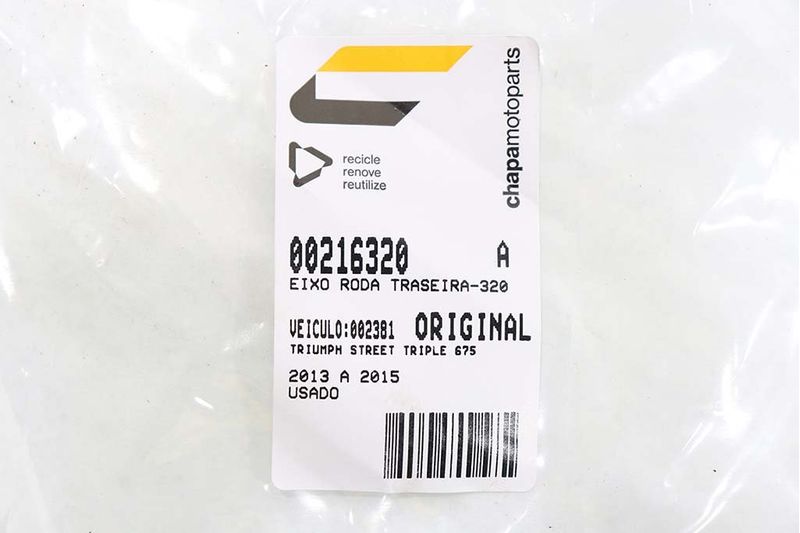 chapamotoparts
recicle
renove
reutilize
00216320 A
EIXO RODA TRASEIRA-320
VEICULO:002381 ORIGINAL
TRIUMPH STREET TRIPLE 675
2013 A 2015
USADO